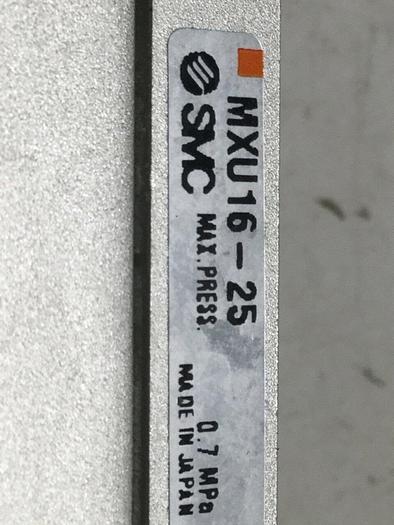 MXU16-25
SMC MAX.PRESS. 0.7 MPa
MADE IN JAPAN